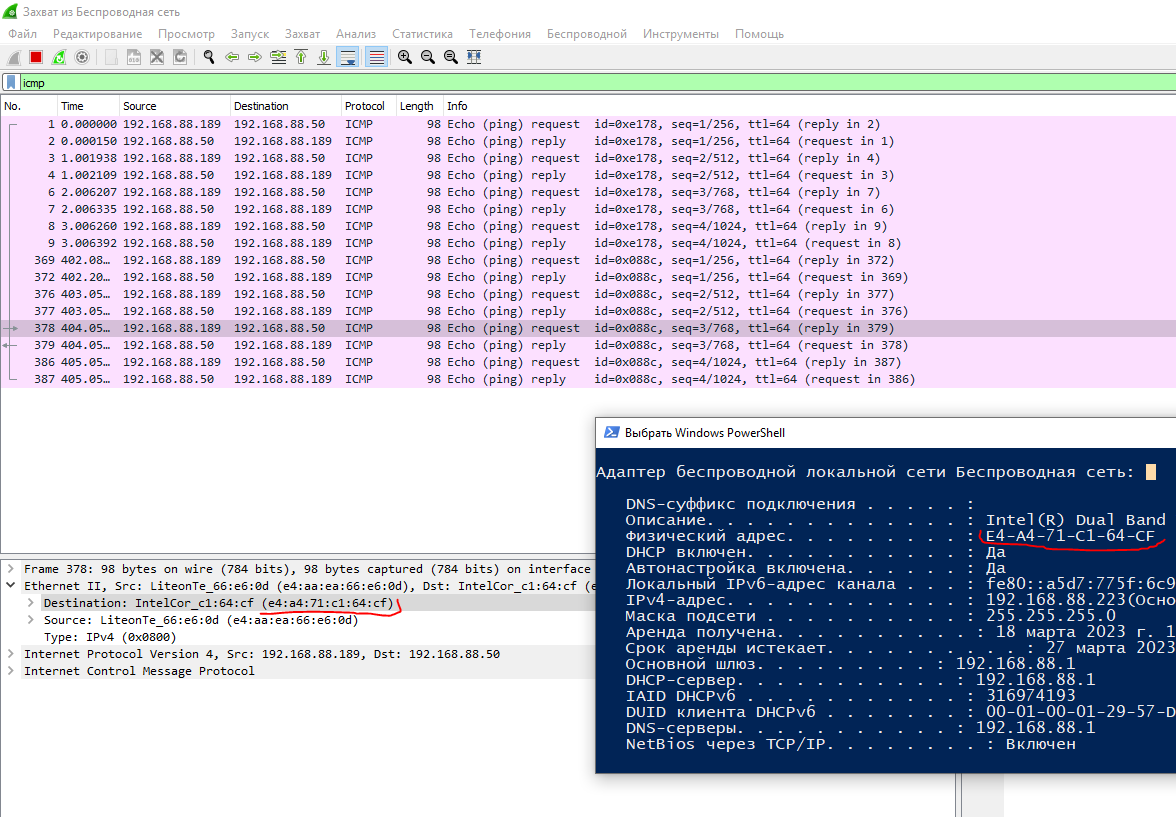 Захват из Беспроводная сеть
Файл Редактирование Просмотр Запуск Захват Анализ Статистика Телефония Беспроводной Инструменты Помощь
icmp
No. Time Source Destination Protocol Length Info
1 0.000000 192.168.88.189 192.168.88.50 ICMP 98 Echo (ping) request id=0xe178, seq=1/256, ttl=64 (reply in 2)
2 0.000150 192.168.88.50 192.168.88.189 ICMP 98 Echo (ping) reply id=0xe178, seq=1/256, ttl=64 (request in 1)
3 1.001938 192.168.88.189 192.168.88.50 ICMP 98 Echo (ping) request id=0xe178, seq=2/512, ttl=64 (reply in 4)
4 1.002109 192.168.88.50 192.168.88.189 ICMP 98 Echo (ping) reply id=0xe178, seq=2/512, ttl=64 (request in 3)
6 2.006207 192.168.88.189 192.168.88.50 ICMP 98 Echo (ping) request id=0xe178, seq=3/768, ttl=64 (reply in 7)
7 2.006335 192.168.88.50 192.168.88.189 ICMP 98 Echo (ping) reply id=0xe178, seq=3/768, ttl=64 (request in 6)
8 3.006260 192.168.88.189 192.168.88.50 ICMP 98 Echo (ping) request id=0xe178, seq=4/1024, ttl=64 (reply in 9)
9 3.006392 192.168.88.50 192.168.88.189 ICMP 98 Echo (ping) reply id=0xe178, seq=4/1024, ttl=64 (request in 8)
369 402.08… 192.168.88.189 192.168.88.50 ICMP 98 Echo (ping) request id=0x088c, seq=1/256, ttl=64 (reply in 372)
372 402.20… 192.168.88.50 192.168.88.189 ICMP 98 Echo (ping) reply id=0x088c, seq=1/256, ttl=64 (request in 369)
376 403.05… 192.168.88.189 192.168.88.50 ICMP 98 Echo (ping) request id=0x088c, seq=2/512, ttl=64 (reply in 377)
377 403.05… 192.168.88.50 192.168.88.189 ICMP 98 Echo (ping) reply id=0x088c, seq=2/512, ttl=64 (request in 376)
378 404.05… 192.168.88.189 192.168.88.50 ICMP 98 Echo (ping) request id=0x088c, seq=3/768, ttl=64 (reply in 379)
379 404.05… 192.168.88.50 192.168.88.189 ICMP 98 Echo (ping) reply id=0x088c, seq=3/768, ttl=64 (request in 378)
386 405.05… 192.168.88.189 192.168.88.50 ICMP 98 Echo (ping) request id=0x088c, seq=4/1024, ttl=64 (reply in 387)
387 405.05… 192.168.88.50 192.168.88.189 ICMP 98 Echo (ping) reply id=0x088c, seq=4/1024, ttl=64 (request in 386)
Frame 378: 98 bytes on wire (784 bits), 98 bytes captured (784 bits) on interface
Ethernet II, Src: LiteonTe_66:e6:0d (e4:aa:ea:66:e6:0d), Dst: IntelCor_c1:64:cf (e
Destination: IntelCor_c1:64:cf (e4:a4:71:c1:64:cf)
Source: LiteonTe_66:e6:0d (e4:aa:ea:66:e6:0d)
Type: IPv4 (0x0800)
Internet Protocol Version 4, Src: 192.168.88.189, Dst: 192.168.88.50
Internet Control Message Protocol
Выбрать Windows PowerShell
Адаптер беспроводной локальной сети Беспроводная сеть:
DNS-суффикс подключения . . . . . :
Описание. . . . . . . . . . . . . : Intel(R) Dual Band
Физический адрес. . . . . . . . . : E4-A4-71-C1-64-CF
DHCP включен. . . . . . . . . . . : Да
Автонастройка включена. . . . . . : Да
Локальный IPv6-адрес канала . . . : fe80::a5d7:775f:6c9
IPv4-адрес. . . . . . . . . . . . : 192.168.88.223(Осно
Маска подсети . . . . . . . . . . : 255.255.255.0
Аренда получена. . . . . . . . . . : 18 марта 2023 г. 1
Срок аренды истекает. . . . . . . . . . : 27 марта 2023
Основной шлюз. . . . . . . . . : 192.168.88.1
DHCP-сервер. . . . . . . . . . . : 192.168.88.1
IAID DHCPv6 . . . . . . . . . . . : 316974193
DUID клиента DHCPv6 . . . . . . . : 00-01-00-01-29-57-D
DNS-серверы. . . . . . . . . . . : 192.168.88.1
NetBios через TCP/IP. . . . . . . . : Включен